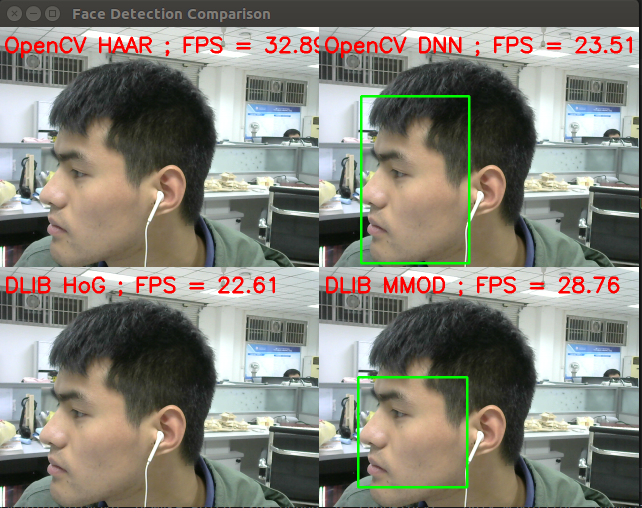 Face Detection Comparison
OpenCV HAAR ; FPS = 32.89
OpenCV DNN ; FPS = 23.51
DLIB HoG ; FPS = 22.61
DLIB MMOD ; FPS = 28.76